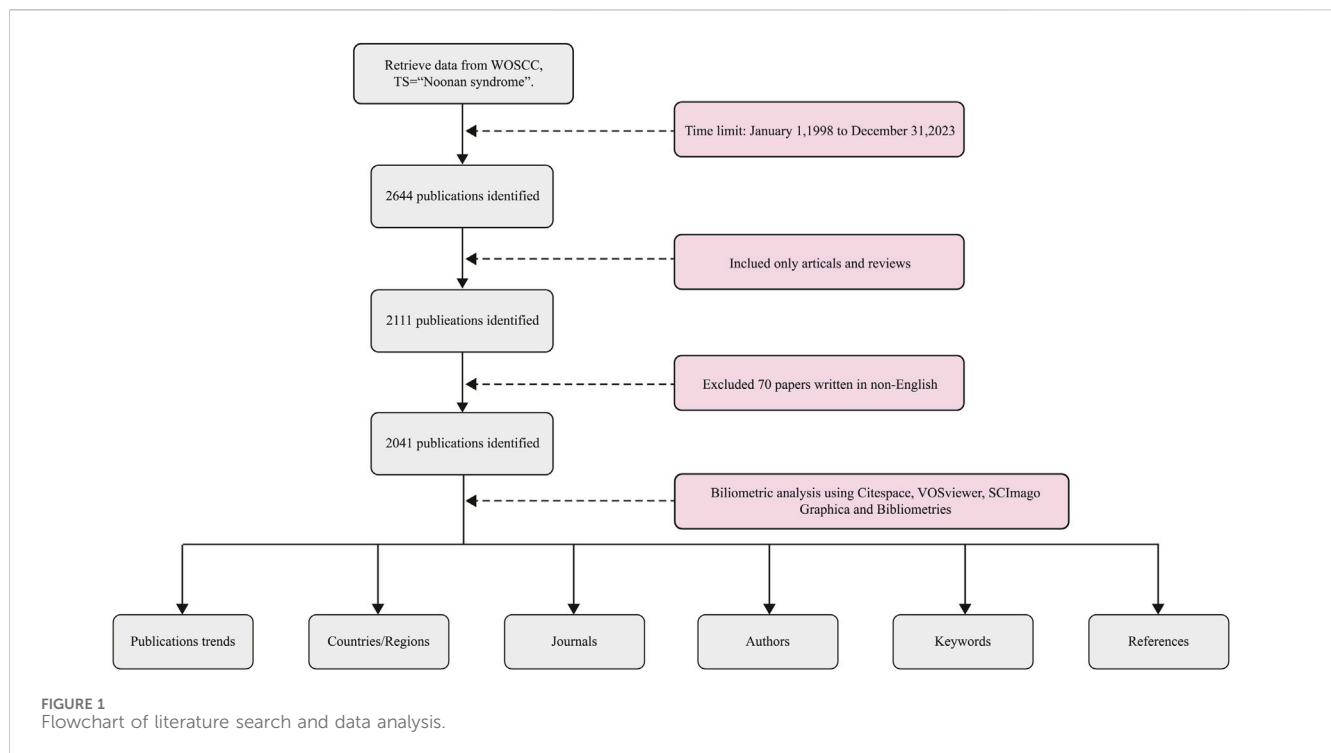 Retrieve data from WOSCC,
TS=“Noonan syndrome”.
Time limit: January 1,1998 to December 31,2023
2644 publications identified
Inclued only articals and reviews
2111 publieations identified
Excluded 70 papers written in non-English
2041 publications identified
Biliometric analysis using Citespace, VOSviewer, SCImago
Graphica and Bibliometries
Publications trends
Countries/Regions
Journals
Authors
Keywords
References
FIGURE 1
Flowchart of literature search and data analysis.